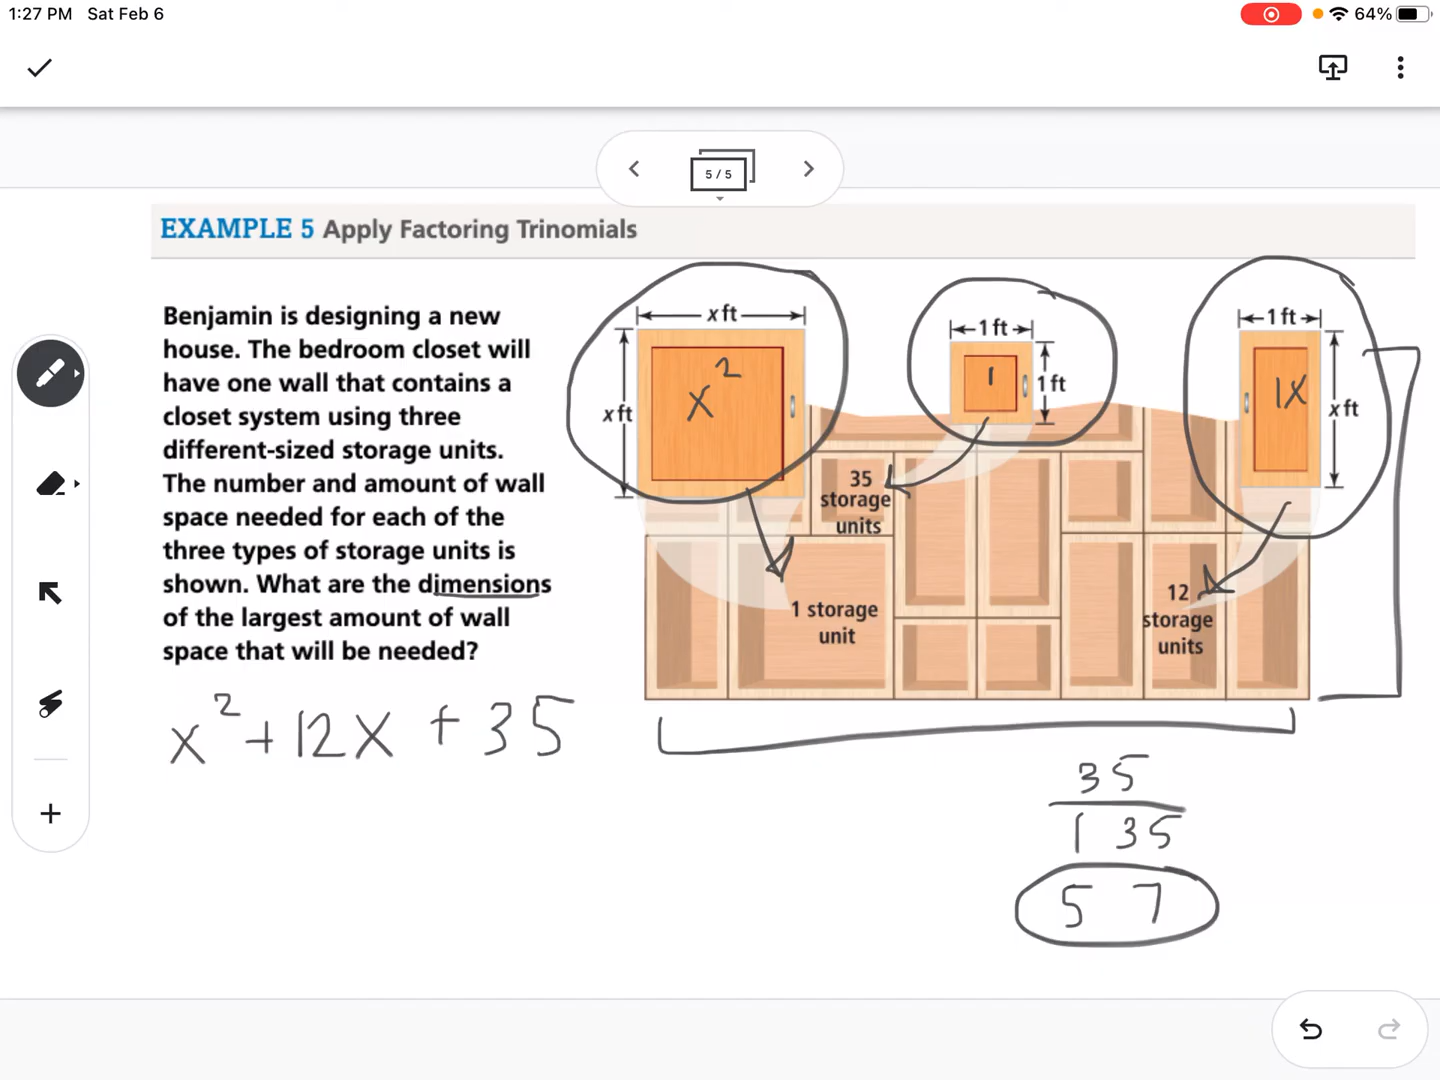 1:27 PM Sat Feb 6
64%
5 / 5
EXAMPLE 5 Apply Factoring Trinomials
Benjamin is designing a new
house. The bedroom closet will
have one wall that contains a
closet system using three
different-sized storage units.
The number and amount of wall
space needed for each of the
three types of storage units is
shown. What are the dimensions
of the largest amount of wall
space that will be needed?
x ft
x ft
x²
1 ft
1 ft
1
1 ft
x ft
1x
35
storage
units
1 storage
unit
12
storage
units
x² + 12x + 35
35
1 35
5 7